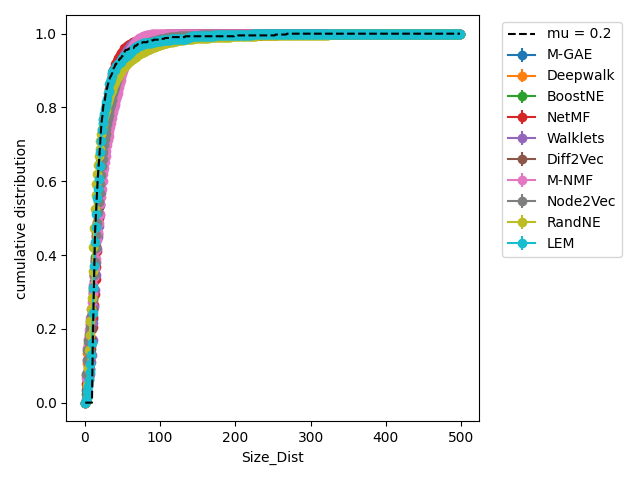 1.0
0.8
0.6
0.4
0.2
0.0
cumulative distribution
0 100 200 300 400 500
Size_Dist
mu = 0.2
M-GAE
Deepwalk
BoostNE
NetMF
Walklets
Diff2Vec
M-NMF
Node2Vec
RandNE
LEM